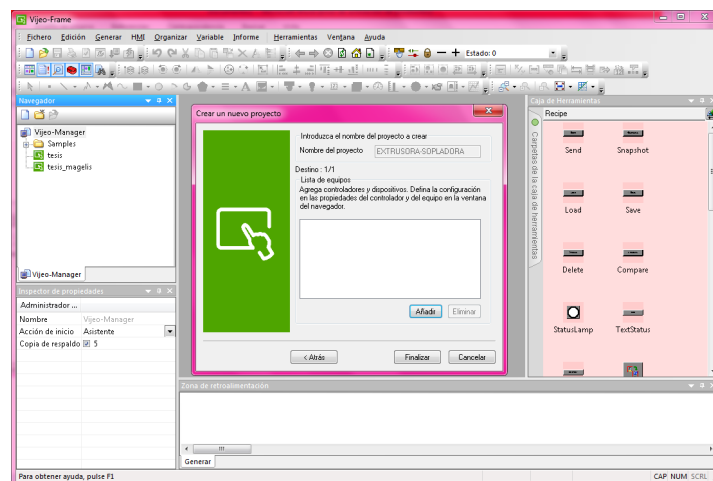 Vijeo-Frame
Fichero Edición Generar HMI Organizar Variable Informe Herramientas Ventana Ayuda
Estado: 0
Navegador
Vijeo-Manager
Samples
tesis
tesis_magelis
Vijeo-Manager
Inspector de propiedades
Administrador ...
Nombre Vijeo-Manager
Acción de inicio Asistente
Copia de respaldo 5
Crear un nuevo proyecto
Introduzca el nombre del proyecto a crear
Nombre del proyecto EXTRUSORA-SOPLADORA
Destino : 1/1
Lista de equipos
Agrega controladores y dispositivos. Defina la configuración
en las propiedades del controlador y del equipo en la ventana
del navegador.
Añadir Eliminar
< Atrás Finalizar Cancelar
Caja de Herramientas
Recipe
Carpetas de la caja de herramientas
Send Snapshot
Load Save
Delete Compare
StatusLamp TextStatus
Zona de retroalimentación
Generar
Para obtener ayuda, pulse F1
CAP NUM SCRL